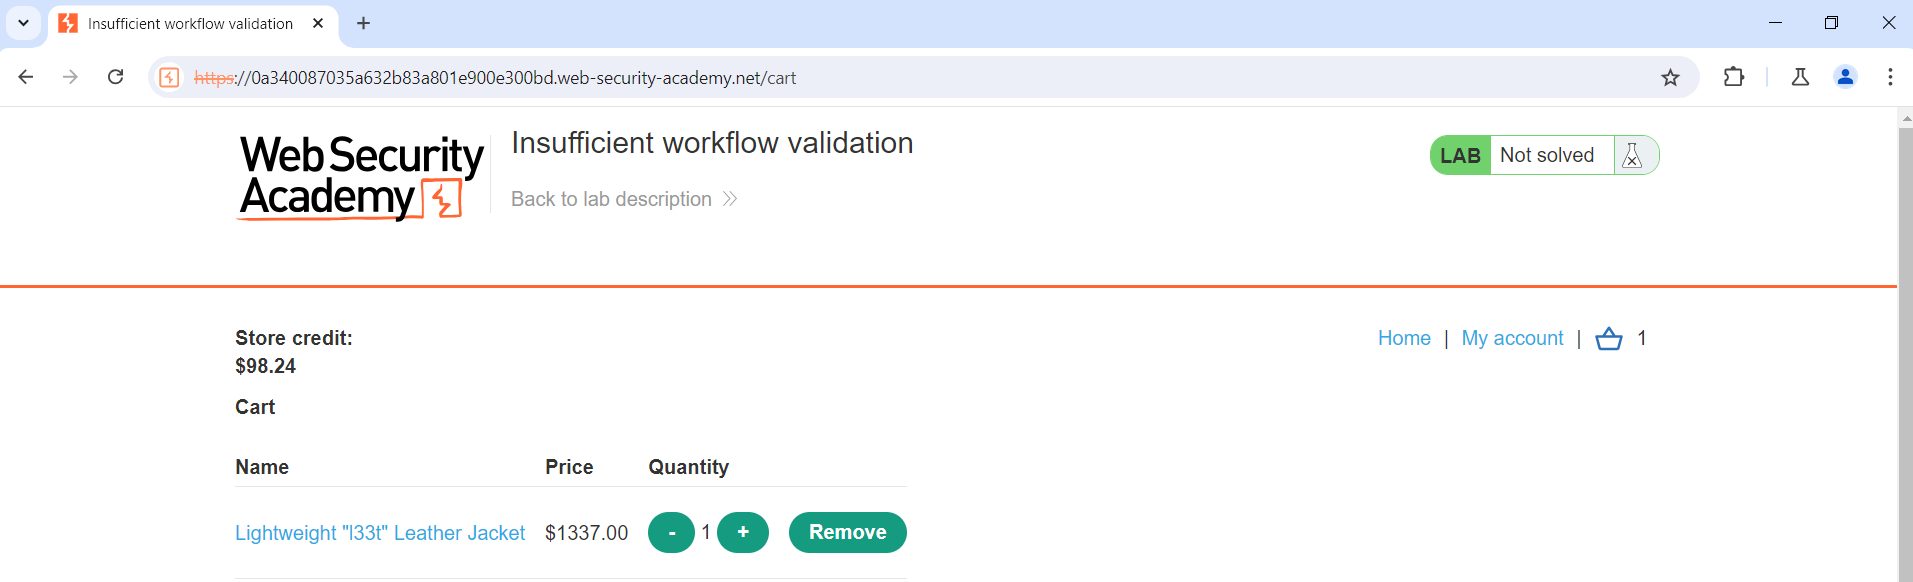 Insufficient workflow validation
https://0a340087035a632b83a801e900e300bd.web-security-academy.net/cart
Web Security
Academy
Insufficient workflow validation
Back to lab description
LAB Not solved
Store credit:
$98.24
Home | My account | 1
Cart
Name Price Quantity
Lightweight "l33t" Leather Jacket $1337.00 - 1 + Remove